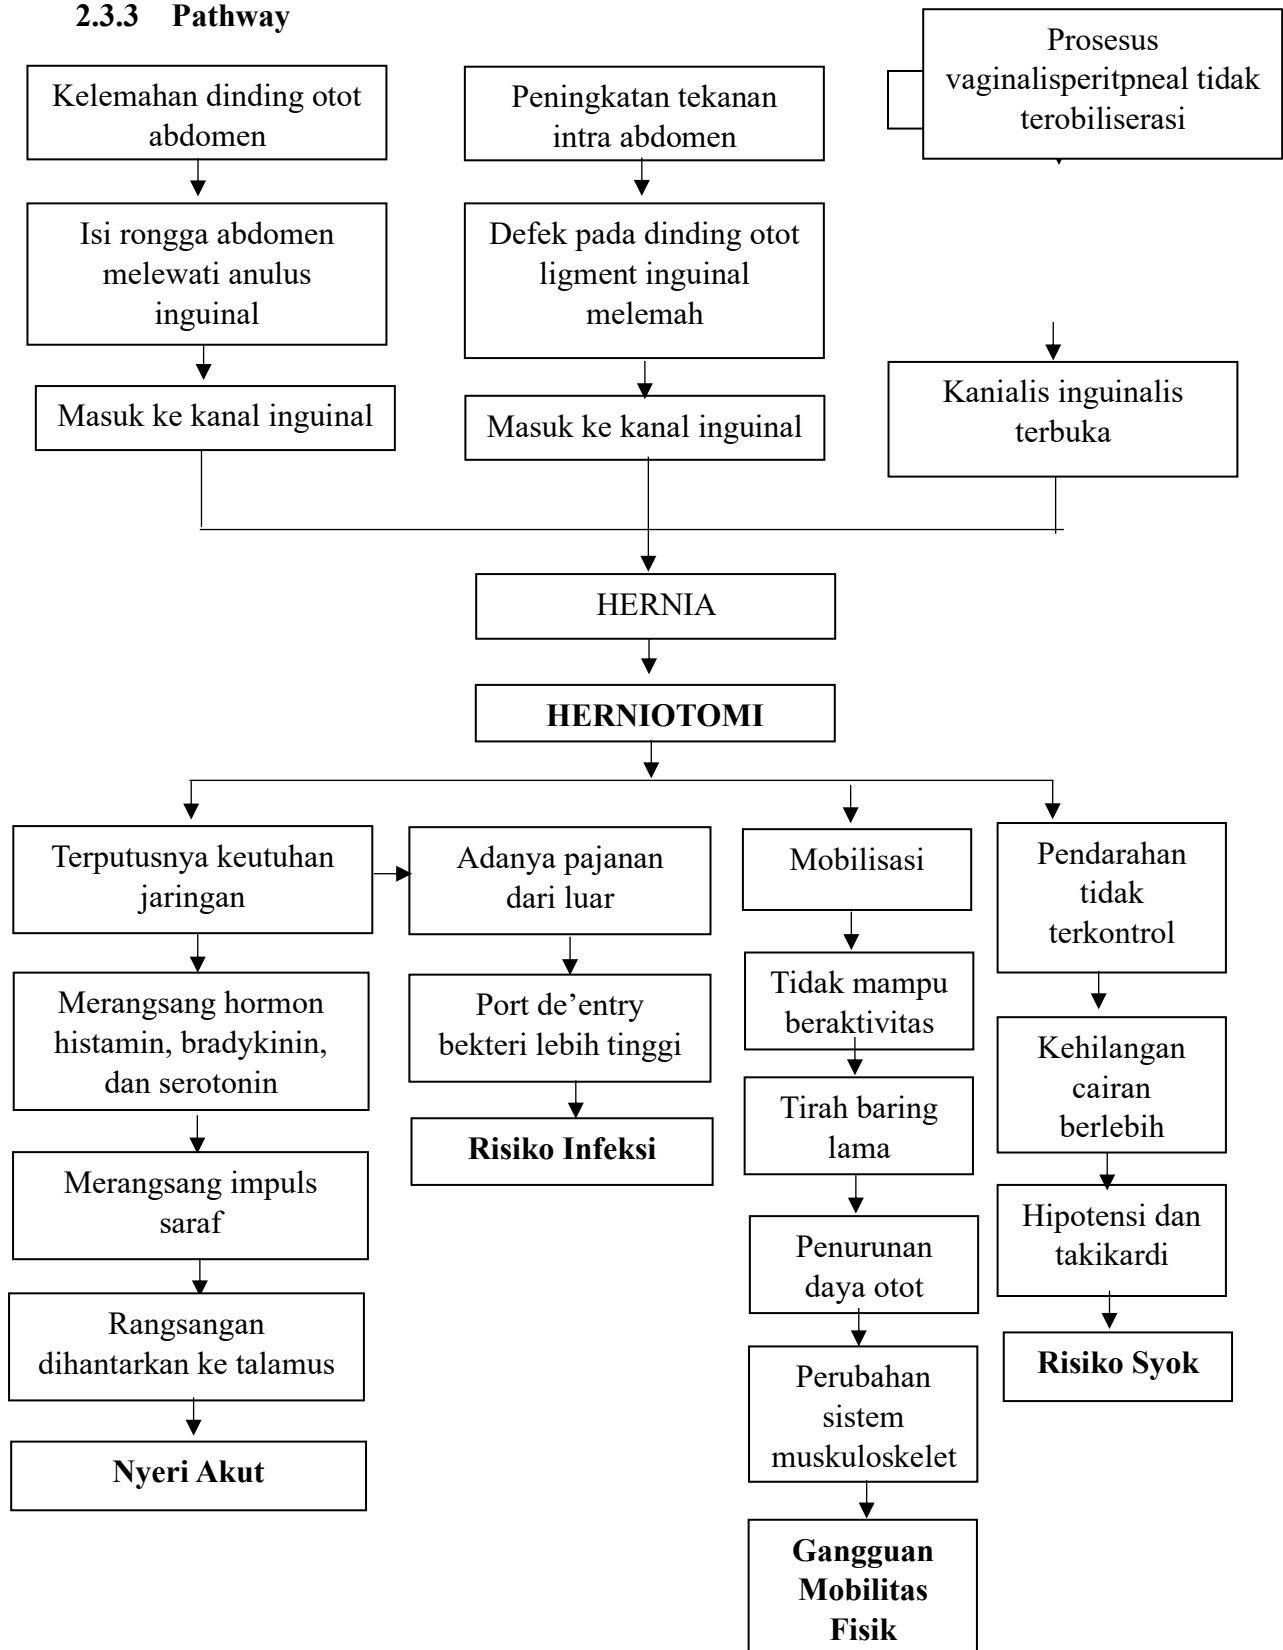 2.3.3 Pathway
Kelemahan dinding otot
abdomen
Peningkatan tekanan
intra abdomen
Prosesus
vaginalisperitpneal tidak
terobiliserasi
Isi rongga abdomen
melewati anulus
inguinal
Defek pada dinding otot
ligment inguinal
melemah
Masuk ke kanal inguinal
Masuk ke kanal inguinal
Kanialis inguinalis
terbuka
HERNIA
HERNIOTOMI
Terputusnya keutuhan
jaringan
Adanya pajanan
dari luar
Mobilisasi
Pendarahan
tidak
terkontrol
Merangsang hormon
histamin, bradykinin,
dan serotonin
Port de’entry
bekteri lebih tinggi
Tidak mampu
beraktivitas
Kehilangan
cairan
berlebih
Merangsang impuls
saraf
Risiko Infeksi
Tirah baring
lama
Hipotensi dan
takikardi
Rangsangan
dihantarkan ke talamus
Penurunan
daya otot
Risiko Syok
Nyeri Akut
Perubahan
sistem
muskuloskelet
Gangguan
Mobilitas
Fisik